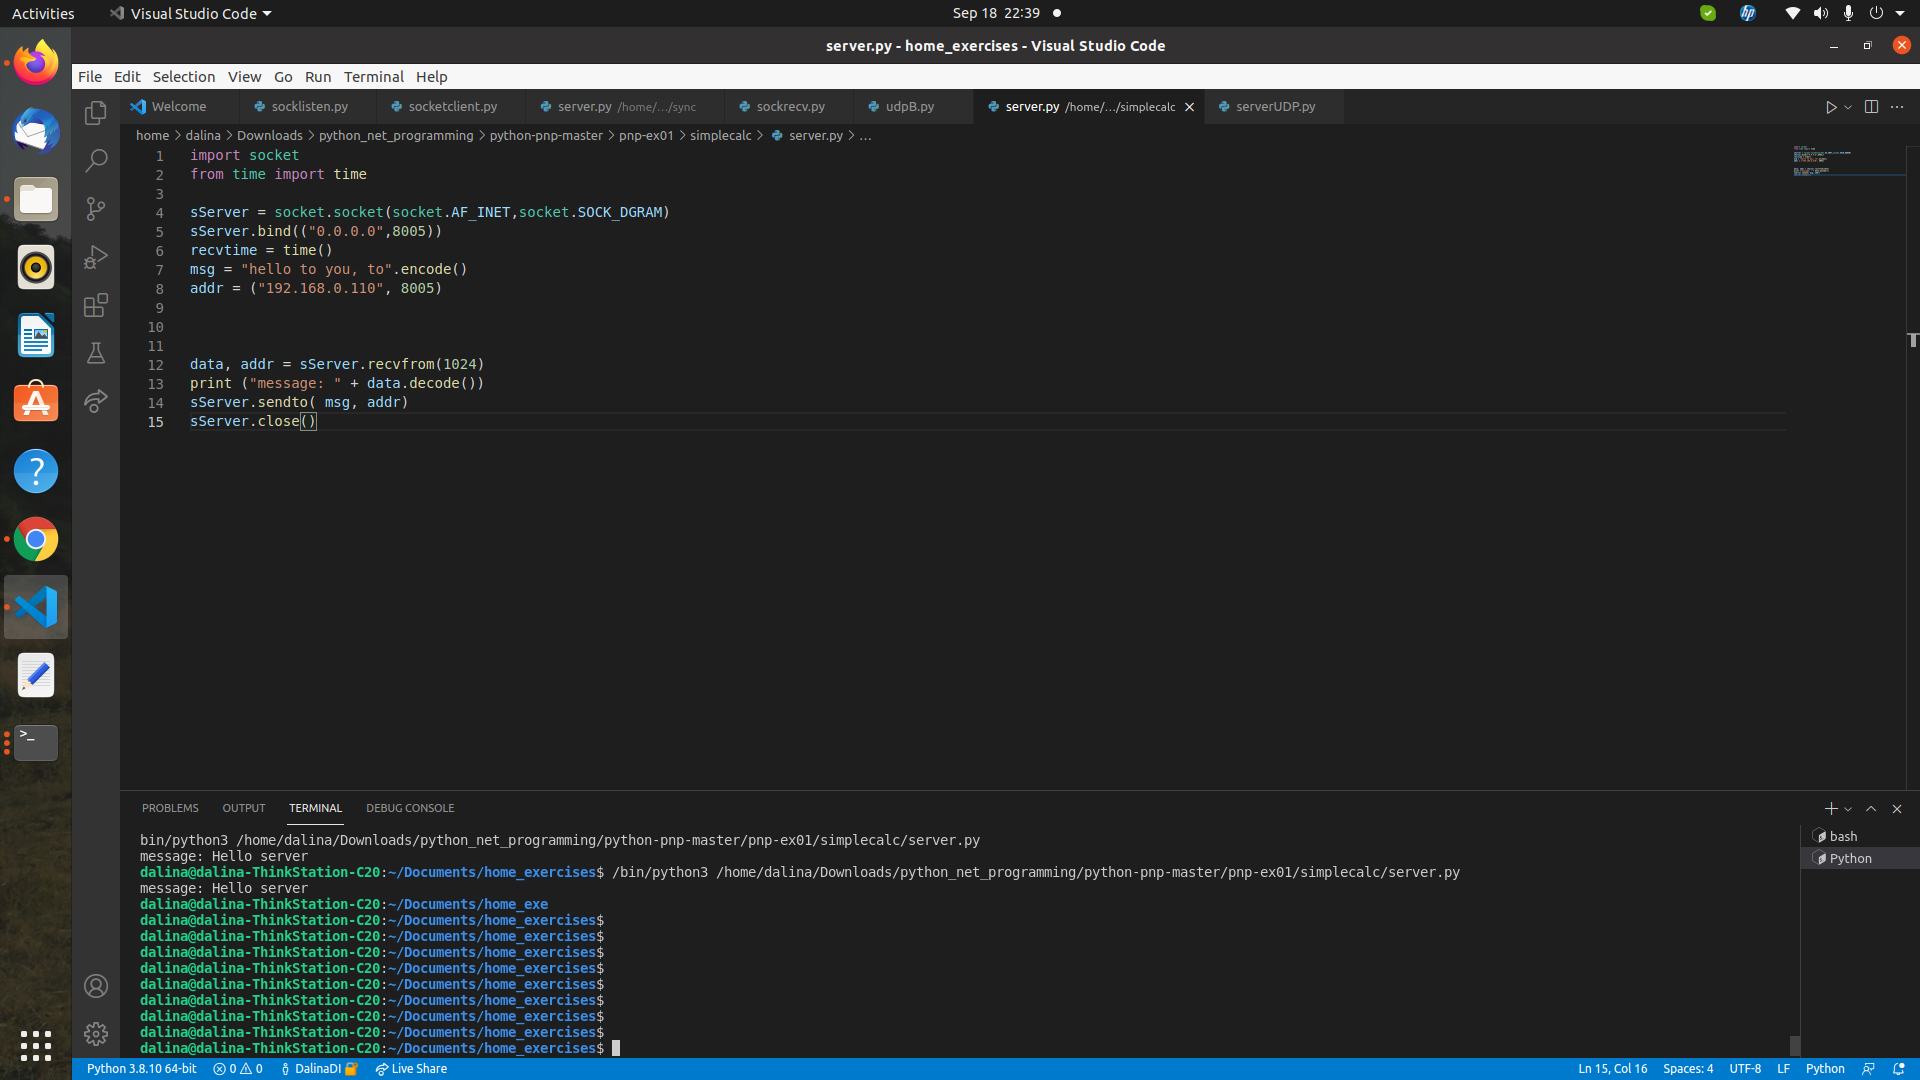 Activities Visual Studio Code Sep 18 22:39
server.py - home_exercises - Visual Studio Code
File Edit Selection View Go Run Terminal Help
Welcome socklisten.py socketclient.py server.py /home/…/sync sockrecv.py udpB.py server.py /home/…/simplecalc serverUDP.py
home > dalina > Downloads > python_net_programming > python-pnp-master > pnp-ex01 > simplecalc > server.py > …
1 import socket
2 from time import time
3
4 sServer = socket.socket(socket.AF_INET,socket.SOCK_DGRAM)
5 sServer.bind(("0.0.0.0",8005))
6 recvtime = time()
7 msg = "hello to you, to".encode()
8 addr = ("192.168.0.110", 8005)
9
10
11
12 data, addr = sServer.recvfrom(1024)
13 print ("message: " + data.decode())
14 sServer.sendto( msg, addr)
15 sServer.close()
PROBLEMS OUTPUT TERMINAL DEBUG CONSOLE
bin/python3 /home/dalina/Downloads/python_net_programming/python-pnp-master/pnp-ex01/simplecalc/server.py
message: Hello server
dalina@dalina-ThinkStation-C20:~/Documents/home_exercises$ /bin/python3 /home/dalina/Downloads/python_net_programming/python-pnp-master/pnp-ex01/simplecalc/server.py
message: Hello server
dalina@dalina-ThinkStation-C20:~/Documents/home_exe
dalina@dalina-ThinkStation-C20:~/Documents/home_exercises$
dalina@dalina-ThinkStation-C20:~/Documents/home_exercises$
dalina@dalina-ThinkStation-C20:~/Documents/home_exercises$
dalina@dalina-ThinkStation-C20:~/Documents/home_exercises$
dalina@dalina-ThinkStation-C20:~/Documents/home_exercises$
dalina@dalina-ThinkStation-C20:~/Documents/home_exercises$
dalina@dalina-ThinkStation-C20:~/Documents/home_exercises$
dalina@dalina-ThinkStation-C20:~/Documents/home_exercises$
dalina@dalina-ThinkStation-C20:~/Documents/home_exercises$
bash
Python
Python 3.8.10 64-bit 0 0 DalinaDI Live Share Ln 15, Col 16 Spaces: 4 UTF-8 LF Python